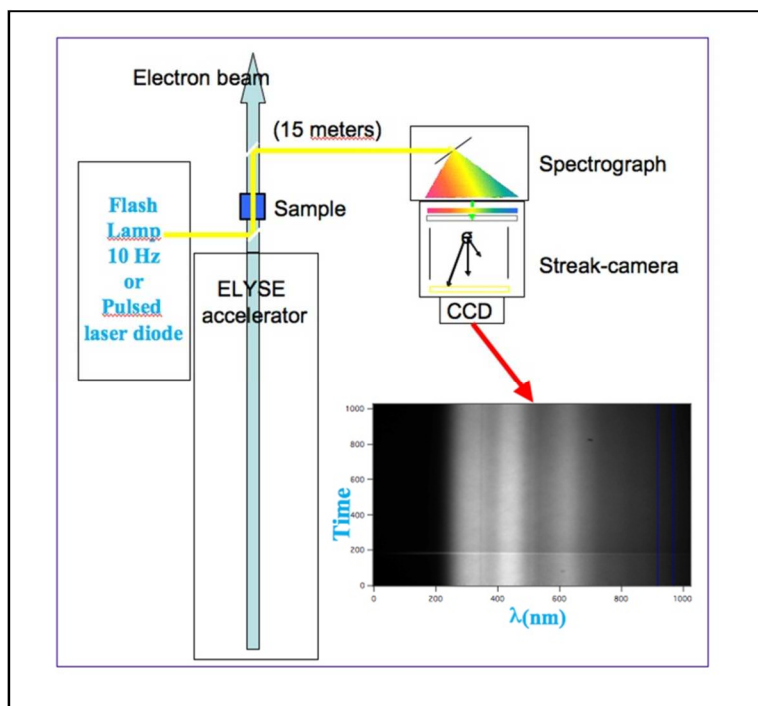 Electron beam
(15 meters)
Spectrograph
Flash
Lamp
10 Hz
or
Pulsed
laser diode
Sample
e
Streak-camera
ELYSE
accelerator
CCD
1000
800
600
400
200
0
Time
0
200
400
600
800
1000
λ(nm)